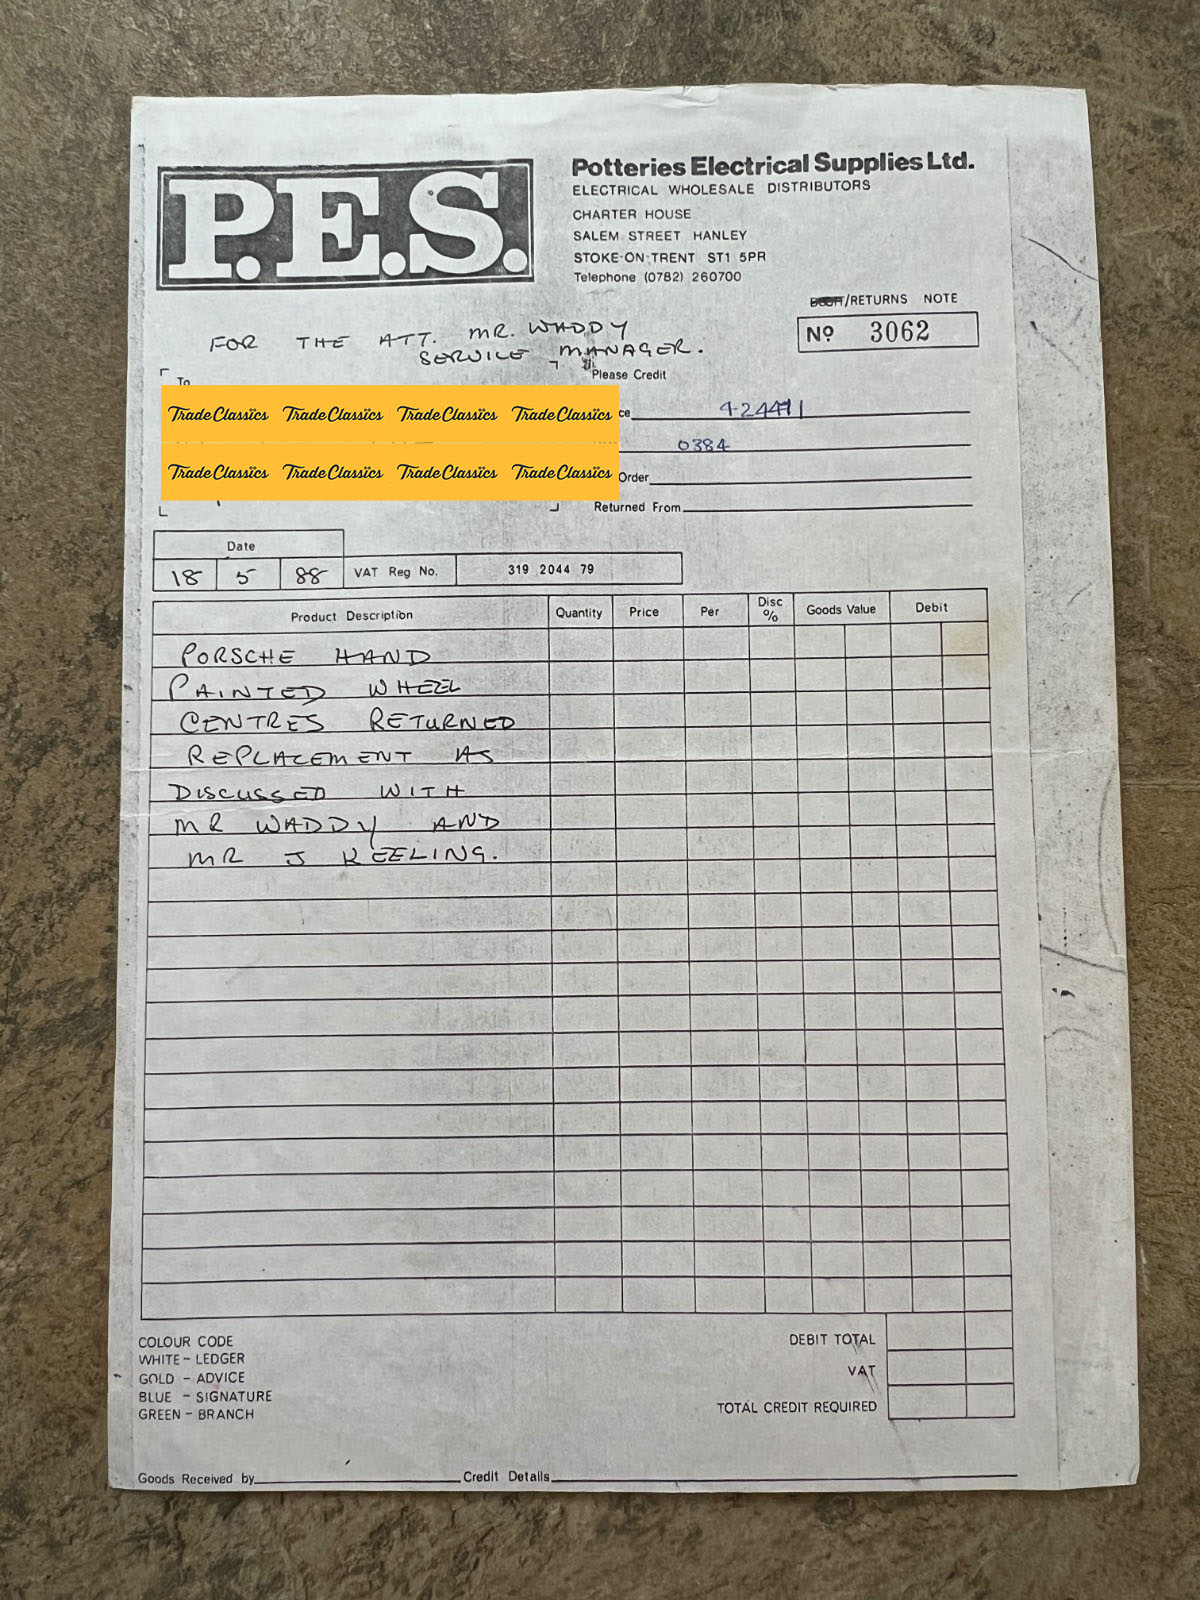 P.E.S.
Potteries Electrical Supplies Ltd.
ELECTRICAL WHOLESALE DISTRIBUTORS
CHARTER HOUSE
SALEM STREET HANLEY
STOKE-ON-TRENT ST1 5PR
Telephone (0782) 260700
/RETURNS NOTE
Nº 3062
FOR THE ATT. MR. WADDY
SERVICE MANAGER.
To
Please Credit
TradeClassics TradeClassics TradeClassics TradeClassics
TradeClassics TradeClassics TradeClassics TradeClassics
0384
Order
Returned From
Date
18 5 88
VAT Reg No. 319 2044 79
Product Description Quantity Price Per Disc % Goods Value Debit
PORSCHE HAND
PAINTED WHEEL
CENTRES RETURNED
REPLACEMENT AS
DISCUSSED WITH
MR WADDY AND
MR J KEELING.
COLOUR CODE
WHITE - LEDGER
GOLD - ADVICE
BLUE - SIGNATURE
GREEN - BRANCH
DEBIT TOTAL
VAT
TOTAL CREDIT REQUIRED
Goods Received by Credit Details